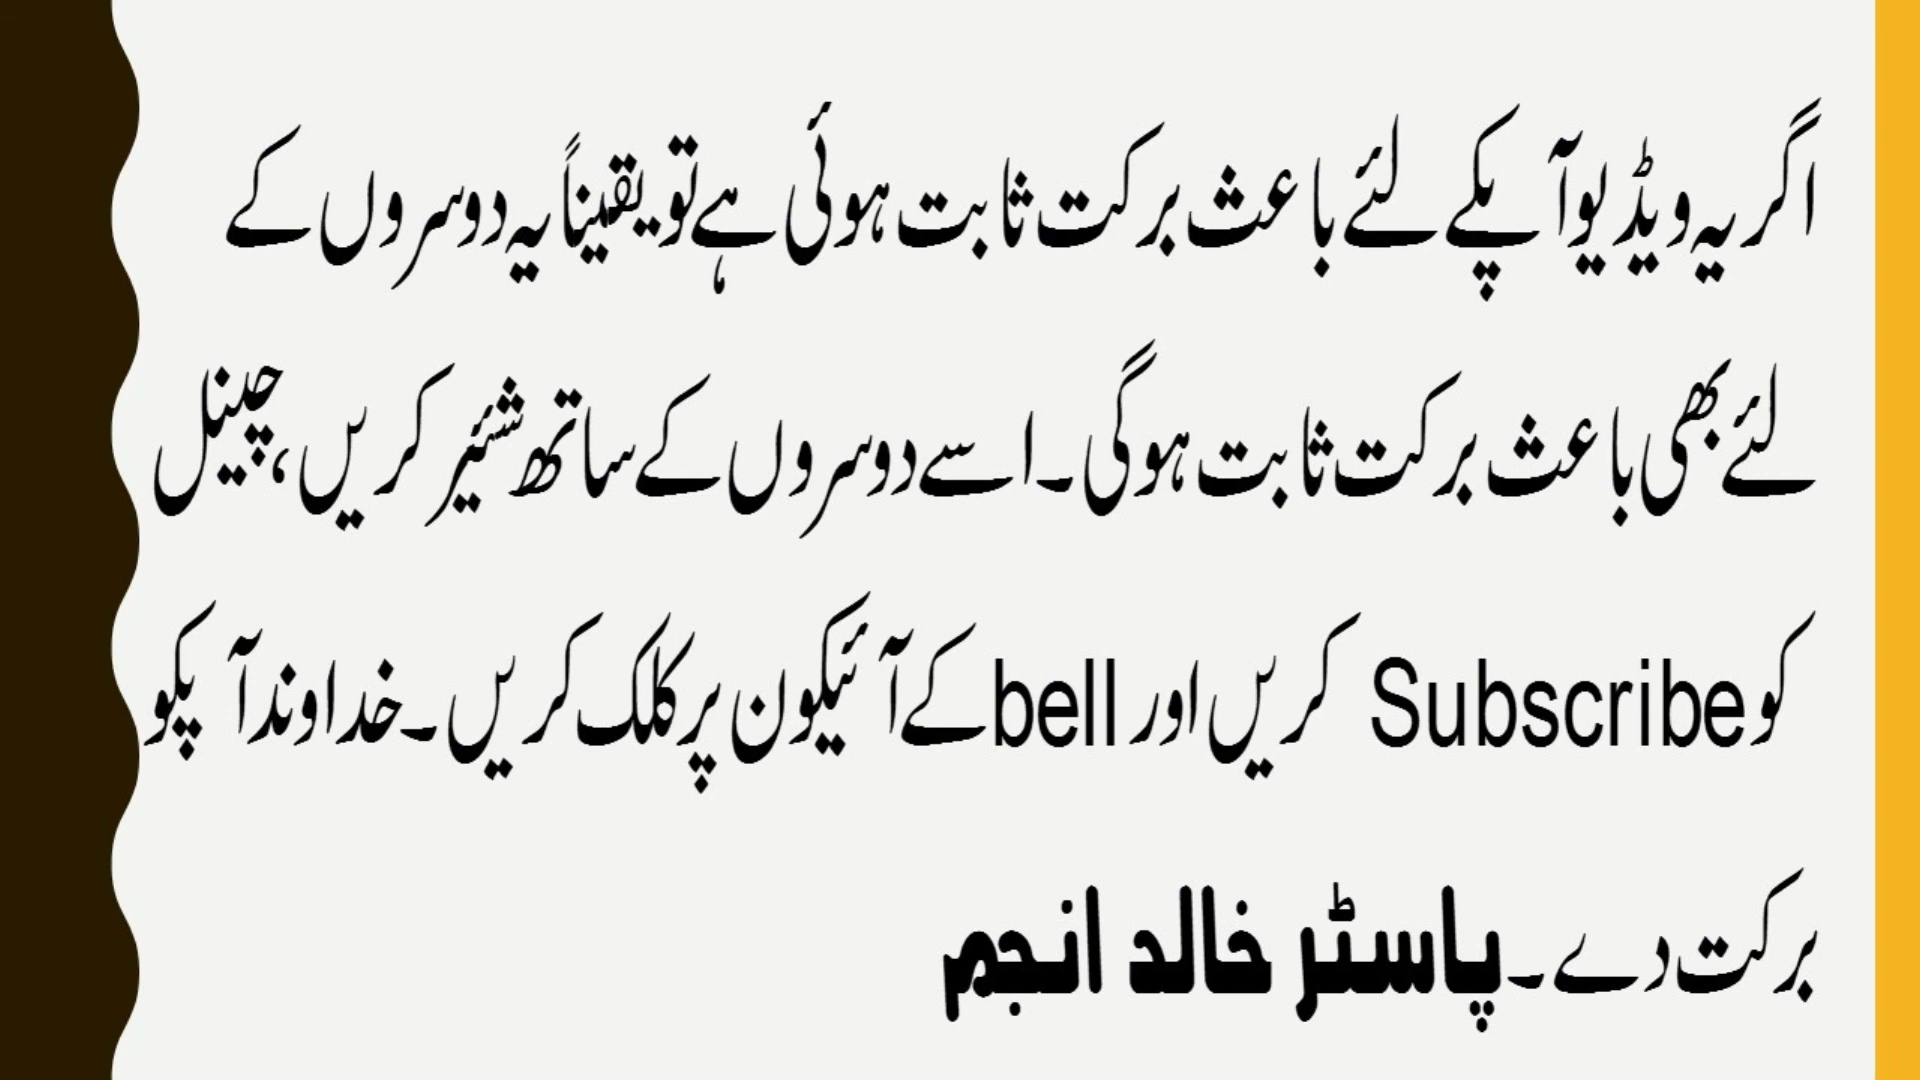 اگر یہ ویڈیو آپکے لئے باعث برکت ثابت ہوئی ہے تو یقیناً یہ دوسروں کے
لئے بھی باعث برکت ثابت ہوگی۔ اسے دوسروں کے ساتھ شئیر کریں، چینل
کو Subscribe کریں اور bell کے آئیکون پر کلک کریں۔ خداوند آپکو
برکت دے۔ پاسٹر خالد انجم